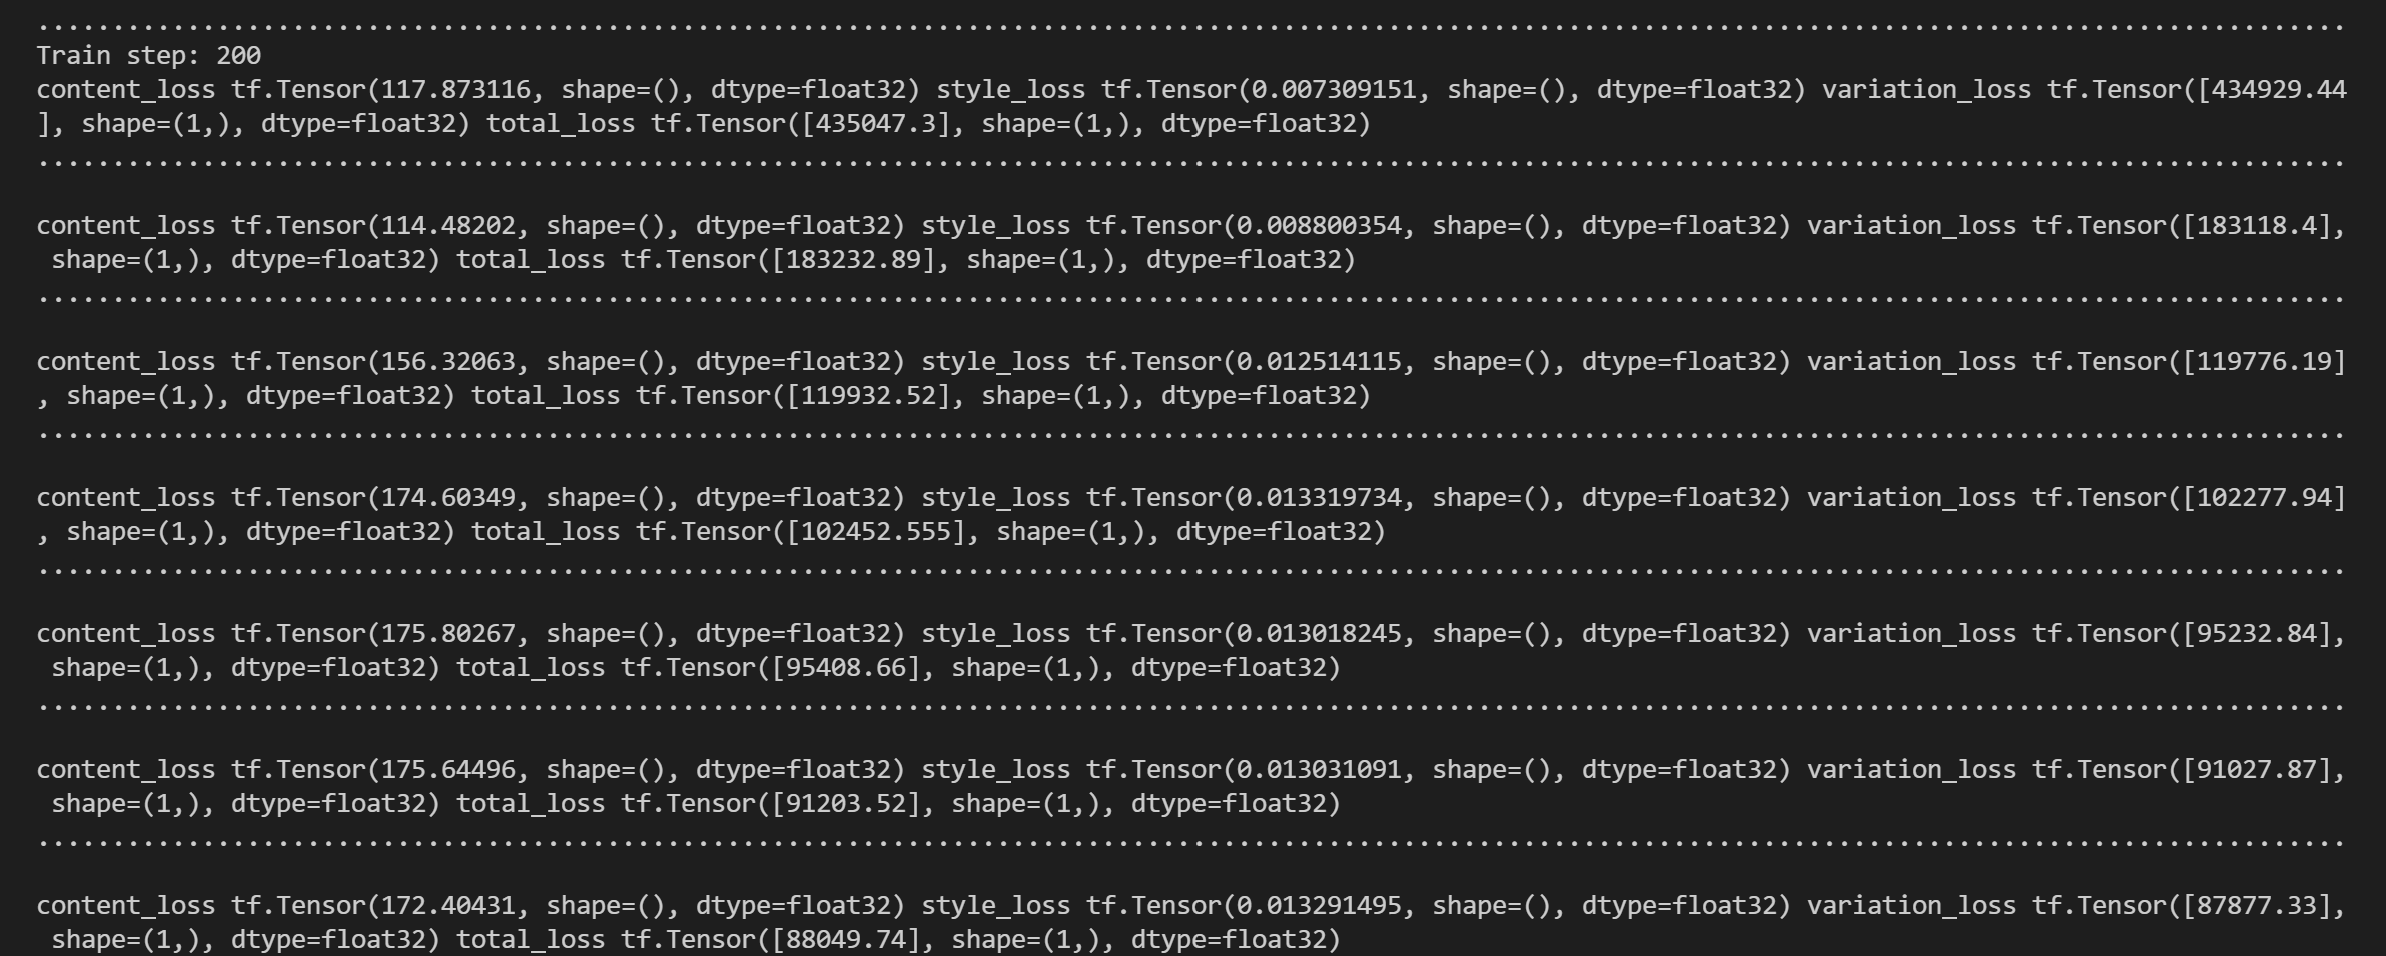 ..........................................................................................................................................................
Train step: 200
content_loss tf.Tensor(117.873116, shape=(), dtype=float32) style_loss tf.Tensor(0.007309151, shape=(), dtype=float32) variation_loss tf.Tensor([434929.44
], shape=(1,), dtype=float32) total_loss tf.Tensor([435047.3], shape=(1,), dtype=float32)
..........................................................................................................................................................
content_loss tf.Tensor(114.48202, shape=(), dtype=float32) style_loss tf.Tensor(0.008800354, shape=(), dtype=float32) variation_loss tf.Tensor([183118.4],
 shape=(1,), dtype=float32) total_loss tf.Tensor([183232.89], shape=(1,), dtype=float32)
..........................................................................................................................................................
content_loss tf.Tensor(156.32063, shape=(), dtype=float32) style_loss tf.Tensor(0.012514115, shape=(), dtype=float32) variation_loss tf.Tensor([119776.19]
, shape=(1,), dtype=float32) total_loss tf.Tensor([119932.52], shape=(1,), dtype=float32)
..........................................................................................................................................................
content_loss tf.Tensor(174.60349, shape=(), dtype=float32) style_loss tf.Tensor(0.013319734, shape=(), dtype=float32) variation_loss tf.Tensor([102277.94]
, shape=(1,), dtype=float32) total_loss tf.Tensor([102452.555], shape=(1,), dtype=float32)
..........................................................................................................................................................
content_loss tf.Tensor(175.80267, shape=(), dtype=float32) style_loss tf.Tensor(0.013018245, shape=(), dtype=float32) variation_loss tf.Tensor([95232.84],
 shape=(1,), dtype=float32) total_loss tf.Tensor([95408.66], shape=(1,), dtype=float32)
..........................................................................................................................................................
content_loss tf.Tensor(175.64496, shape=(), dtype=float32) style_loss tf.Tensor(0.013031091, shape=(), dtype=float32) variation_loss tf.Tensor([91027.87],
 shape=(1,), dtype=float32) total_loss tf.Tensor([91203.52], shape=(1,), dtype=float32)
..........................................................................................................................................................
content_loss tf.Tensor(172.40431, shape=(), dtype=float32) style_loss tf.Tensor(0.013291495, shape=(), dtype=float32) variation_loss tf.Tensor([87877.33],
 shape=(1,), dtype=float32) total_loss tf.Tensor([88049.74], shape=(1,), dtype=float32)